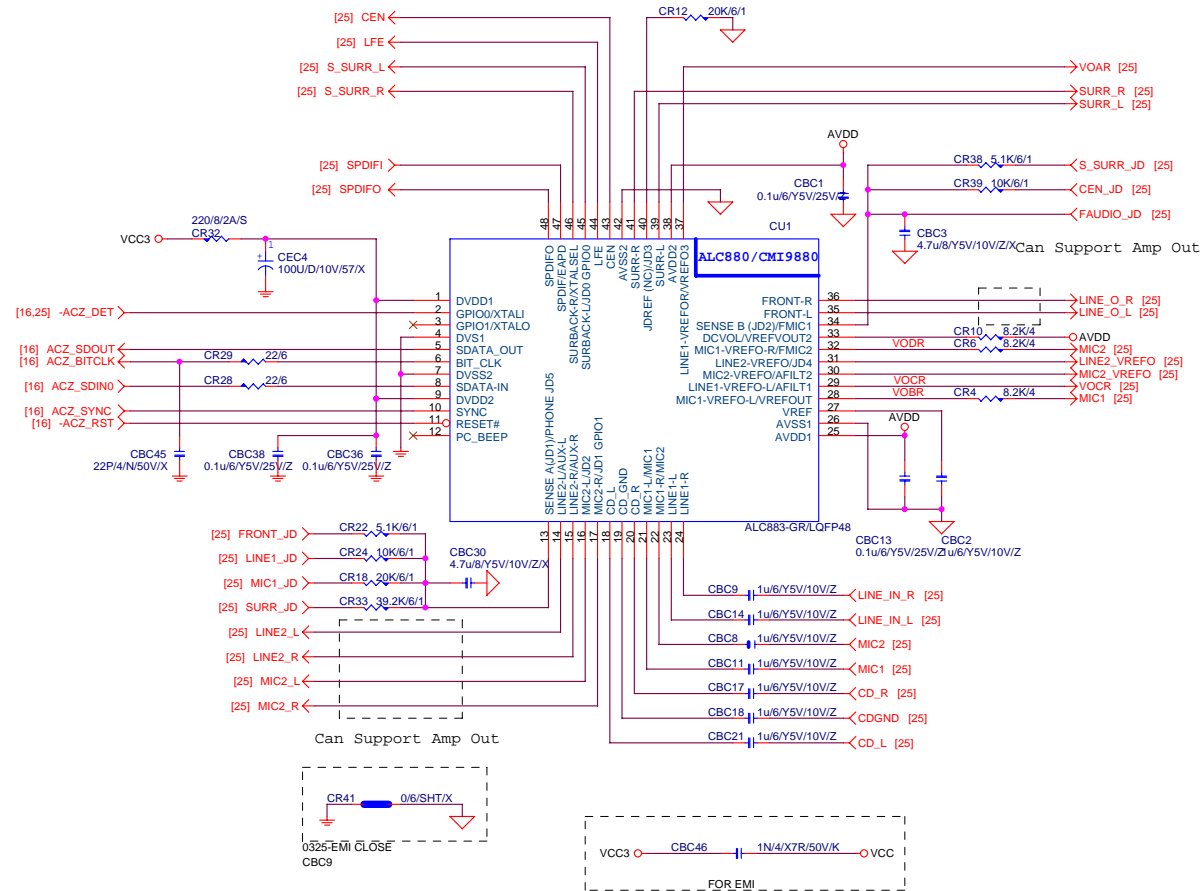 [25] CEN
CR12 20K/6/1
[25] LFE
[25] S_SURR_L
VOAR [25]
[25] S_SURR_R
SURR_R [25]
SURR_L [25]
AVDD
[25] SPDIFI
CR38 5.1K/6/1
S_SURR_JD [25]
[25] SPDIFO
CBC1
0.1u/6/Y5V/25V/Z
CR39 10K/6/1
CEN_JD [25]
FAUDIO_JD [25]
220/8/2A/S
CR32
VCC3
CBC3
4.7u/8/Y5V/10V/Z/X
Can Support Amp Out
1
+
CEC4
100U/D/10V/57/X
CU1
ALC880/CMI9880
48 SPDIFO
47 SPDIF/EAPD
46 SURBACK-R/XTALSEL
45 SURBACK-L/JD0 GPIO0
44 LFE
43 CEN
42 AVSS2
41 SURR-R
40 JDREF (NC)/JD3
39 SURR-L
38 AVDD2
37 LINE1-VREFOR/VREFO3
1 DVDD1
[16,25] -ACZ_DET
2 GPIO0/XTALI
3 GPIO1/XTALO
4 DVS1
[16] ACZ_SDOUT
5 SDATA_OUT
[16] ACZ_BITCLK
CR29 22/6
6 BIT_CLK
7 DVSS2
[16] ACZ_SDIN0
CR28 22/6
8 SDATA-IN
9 DVDD2
[16] ACZ_SYNC
10 SYNC
[16] -ACZ_RST
11 RESET#
12 PC_BEEP
FRONT-R 36
LINE_O_R [25]
FRONT-L 35
LINE_O_L [25]
SENSE B (JD2)/FMIC1 34
DCVOL/VREFVOUT2 33
CR10 8.2K/4
AVDD
MIC1-VREFO-R/FMIC2 32
VODR
CR6 8.2K/4
MIC2 [25]
LINE2-VREFO/JD4 31
LINE2_VREFO [25]
MIC2-VREFO/AFILT2 30
MIC2_VREFO [25]
LINE1-VREFO-L/AFILT1 29
VOCR
VOCR [25]
MIC1-VREFO-L/VREFOUT 28
VOBR
CR4 8.2K/4
MIC1 [25]
VREF 27
AVSS1 26
AVDD1 25
AVDD
CBC45
22P/4/N/50V/X
CBC38
0.1u/6/Y5V/25V/Z
CBC36
0.1u/6/Y5V/25V/Z
13 SENSE A(JD1)/PHONE JD5
14 LINE2-L/AUX-L
15 LINE2-R/AUX-R
16 MIC2-L/JD2
17 MIC2-R/JD1 GPIO1
18 CD_L
19 CD_GND
20 CD_R
21 MIC1-L/MIC1
22 MIC1-R/MIC2
23 LINE1-L
24 LINE1-R
ALC883-GR/LQFP48
CBC13
0.1u/6/Y5V/25V/Z
CBC2
1u/6/Y5V/10V/Z
[25] FRONT_JD
CR22 5.1K/6/1
[25] LINE1_JD
CR24 10K/6/1
CBC30
4.7u/8/Y5V/10V/Z/X
[25] MIC1_JD
CR18 20K/6/1
[25] SURR_JD
CR33 39.2K/6/1
[25] LINE2_L
[25] LINE2_R
[25] MIC2_L
[25] MIC2_R
Can Support Amp Out
CBC9 1u/6/Y5V/10V/Z
LINE_IN_R [25]
CBC14 1u/6/Y5V/10V/Z
LINE_IN_L [25]
CBC8 1u/6/Y5V/10V/Z
MIC2 [25]
CBC11 1u/6/Y5V/10V/Z
MIC1 [25]
CBC17 1u/6/Y5V/10V/Z
CD_R [25]
CBC18 1u/6/Y5V/10V/Z
CDGND [25]
CBC21 1u/6/Y5V/10V/Z
CD_L [25]
CR41 0/6/SHT/X
0325-EMI CLOSE
CBC9
VCC3
CBC46 1N/4/X7R/50V/K
VCC
FOR EMI